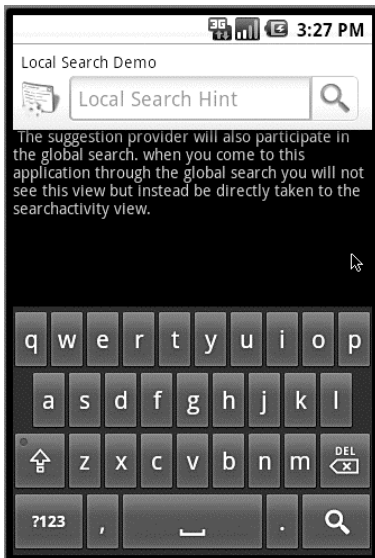 3G 3:27 PM
Local Search Demo
Local Search Hint
The suggestion provider will also participate in
the global search. when you come to this
application through the global search you will not
see this view but instead be directly taken to the
searchactivity view.
q w e r t y u i o p
a s d f g h j k l
z x c v b n m DEL
?123 , .